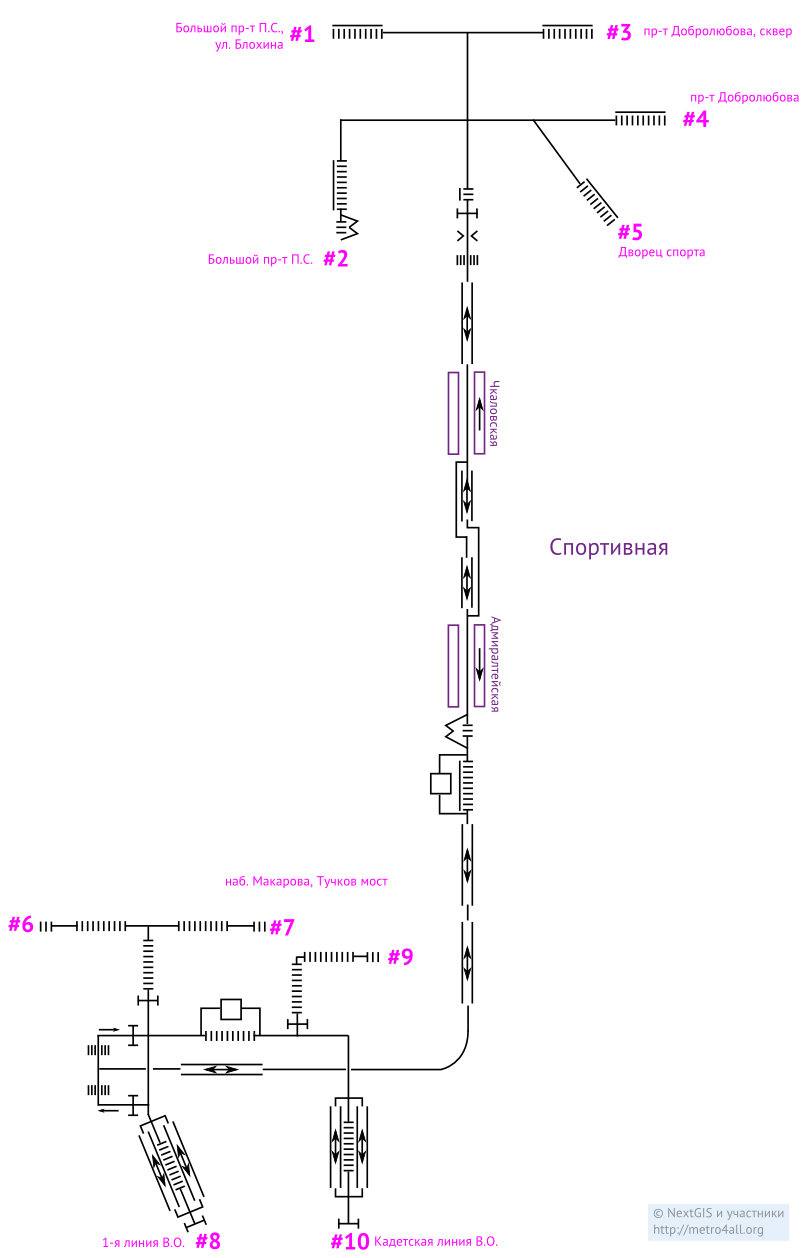 Большой пр-т П.С.,
ул. Блохина
#1
#3
пр-т Добролюбова, сквер
пр-т Добролюбова
#4
#5
Дворец спорта
Большой пр-т П.С.
#2
Чкаловская
Спортивная
Адмиралтейская
наб. Макарова, Тучков мост
#6
#7
#9
1-я линия В.О.
#8
#10
Кадетская линия В.О.
© NextGIS и участники
http://metro4all.org